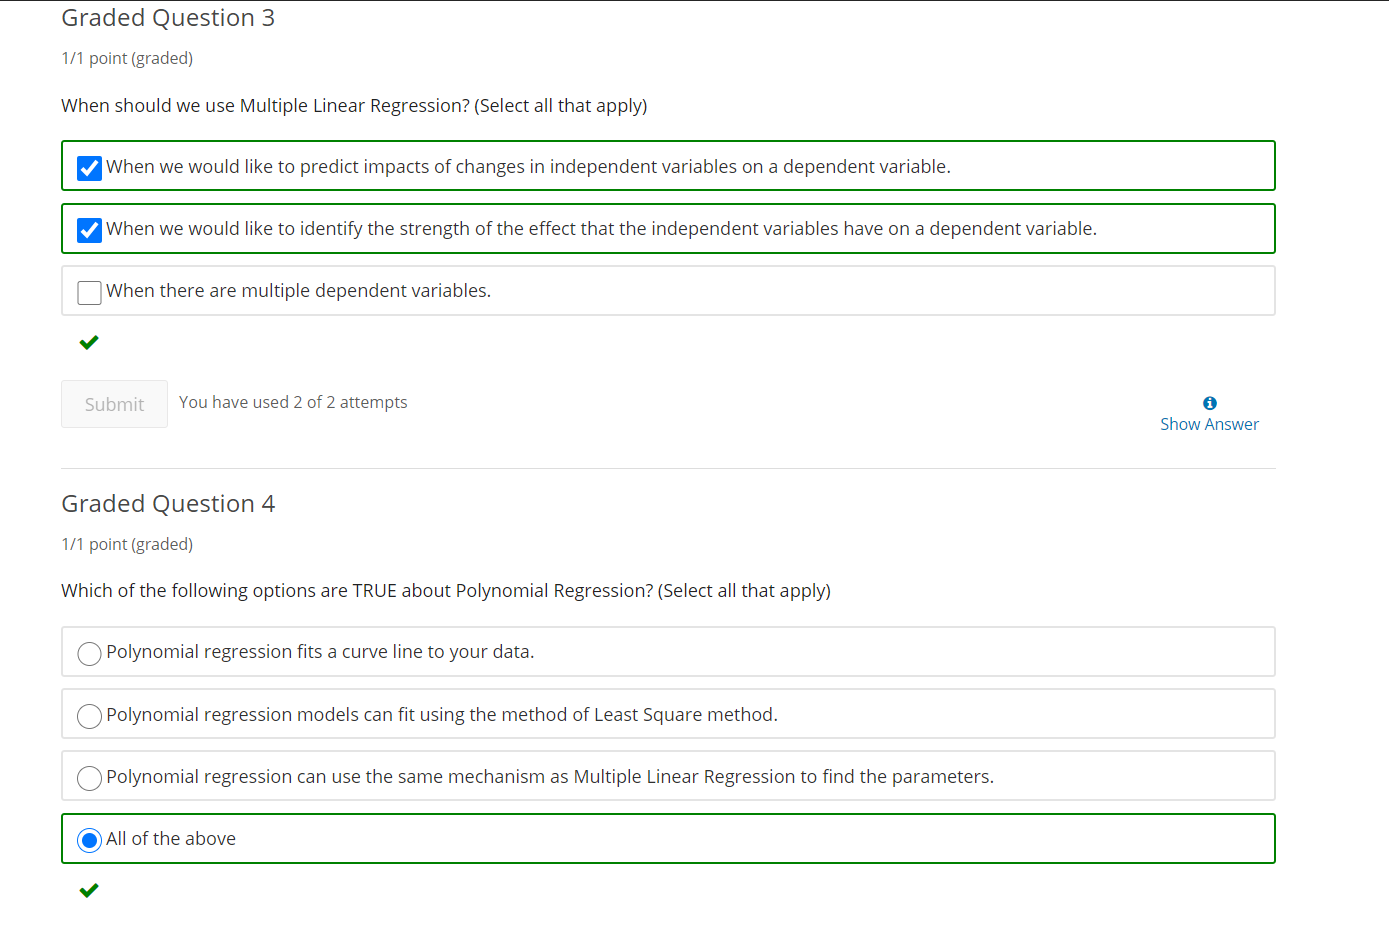 Graded Question 3
1/1 point (graded)
When should we use Multiple Linear Regression? (Select all that apply)
When we would like to predict impacts of changes in independent variables on a dependent variable.
When we would like to identify the strength of the effect that the independent variables have on a dependent variable.
When there are multiple dependent variables.
Submit
You have used 2 of 2 attempts
Show Answer
Graded Question 4
1/1 point (graded)
Which of the following options are TRUE about Polynomial Regression? (Select all that apply)
Polynomial regression fits a curve line to your data.
Polynomial regression models can fit using the method of Least Square method.
Polynomial regression can use the same mechanism as Multiple Linear Regression to find the parameters.
All of the above